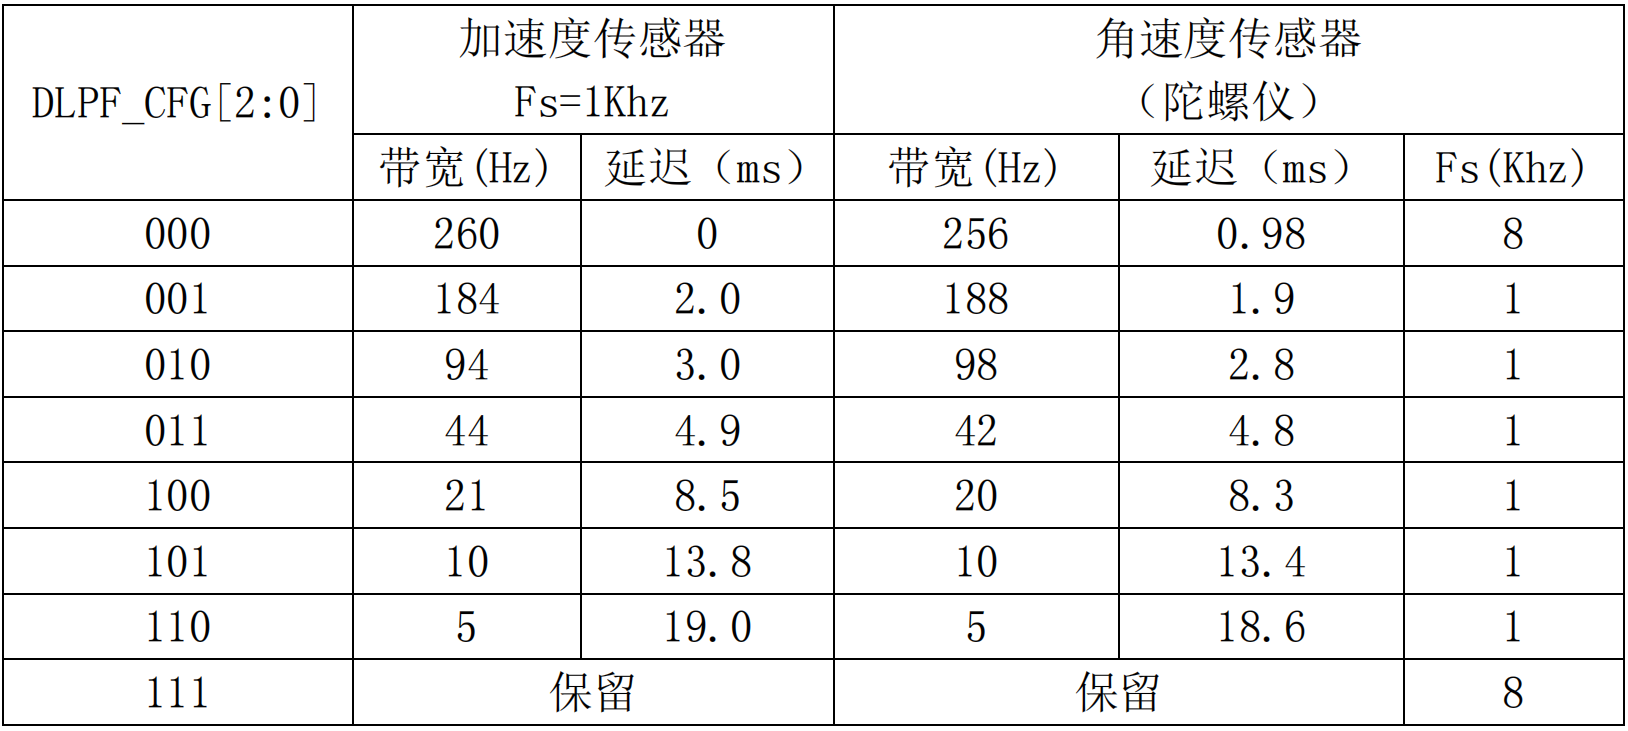 DLPF_CFG[2:0]
加速度传感器
Fs=1Khz
角速度传感器
（陀螺仪）
带宽(Hz) 延迟（ms） 带宽(Hz) 延迟（ms） Fs(Khz)
000 260 0 256 0.98 8
001 184 2.0 188 1.9 1
010 94 3.0 98 2.8 1
011 44 4.9 42 4.8 1
100 21 8.5 20 8.3 1
101 10 13.8 10 13.4 1
110 5 19.0 5 18.6 1
111 保留 保留 8